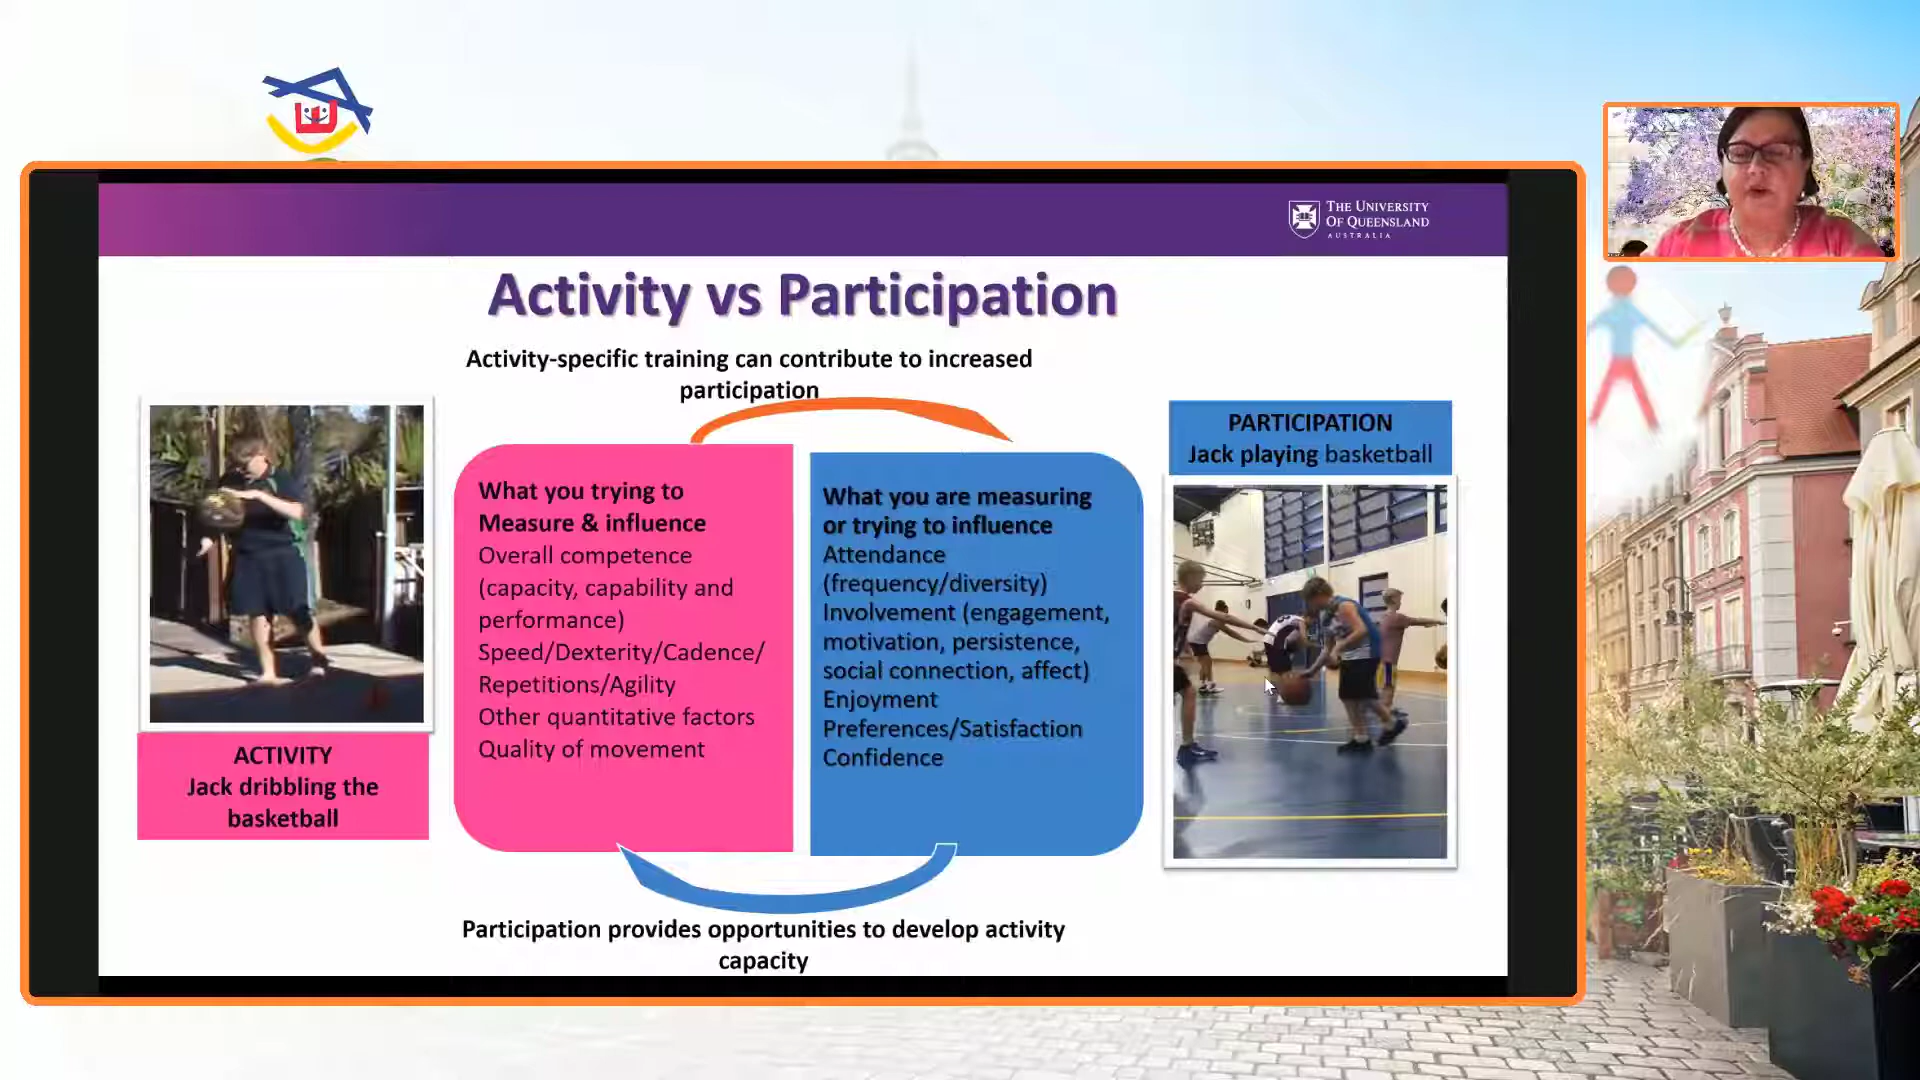 THE UNIVERSITY
OF QUEENSLAND
AUSTRALIA
Activity vs Participation
Activity-specific training can contribute to increased
participation
What you trying to
Measure & influence
Overall competence
(capacity, capability and
performance)
Speed/Dexterity/Cadence/
Repetitions/Agility
Other quantitative factors
Quality of movement
ACTIVITY
Jack dribbling the
basketball
What you are measuring
or trying to influence
Attendance
(frequency/diversity)
Involvement (engagement,
motivation, persistence,
social connection, affect)
Enjoyment
Preferences/Satisfaction
Confidence
PARTICIPATION
Jack playing basketball
Participation provides opportunities to develop activity
capacity